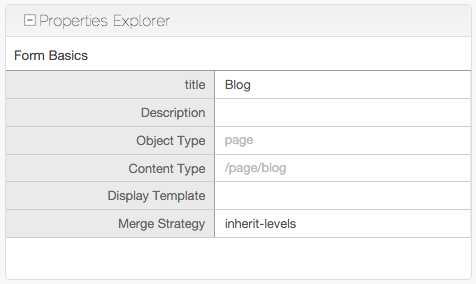 Properties Explorer
Form Basics
title Blog
Description
Object Type page
Content Type /page/blog
Display Template
Merge Strategy inherit-levels